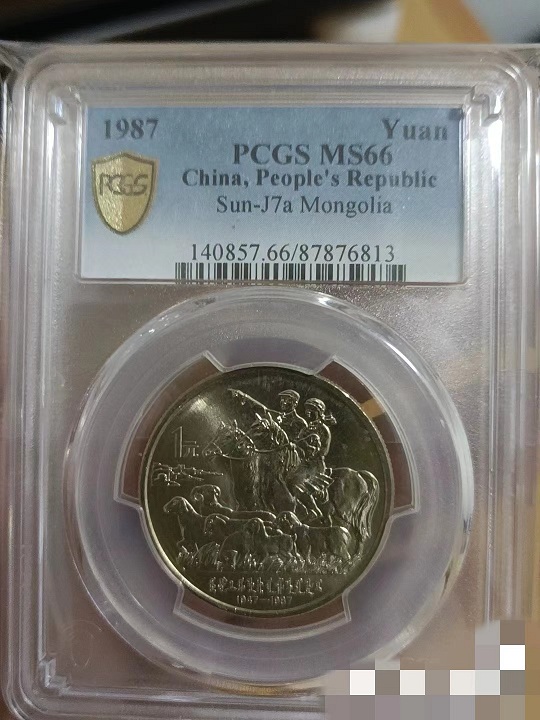 1987
Yuan
PCGS MS66
China, People's Republic
PCGS
Sun-J7a Mongolia
140857.66/87876813
1元
1947—1987